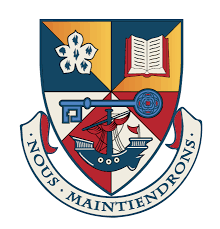 · NOUS · MAINTIENDRONS ·